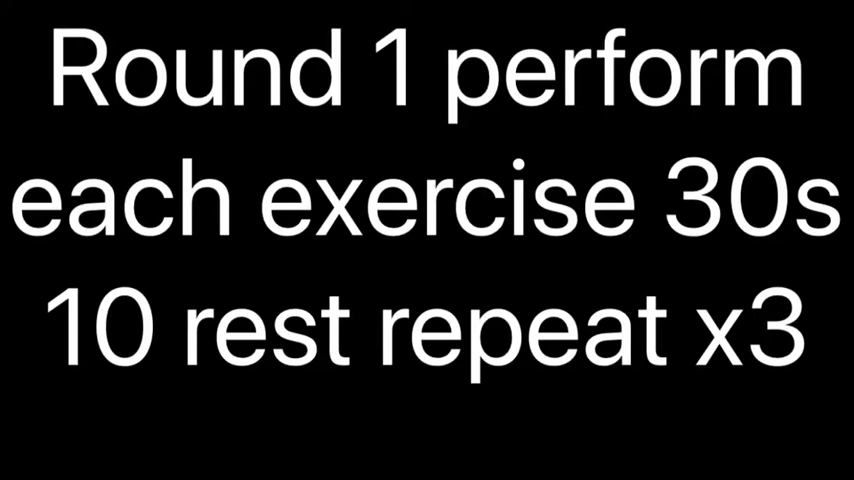 Round 1 perform
each exercise 30s
10 rest repeat x3